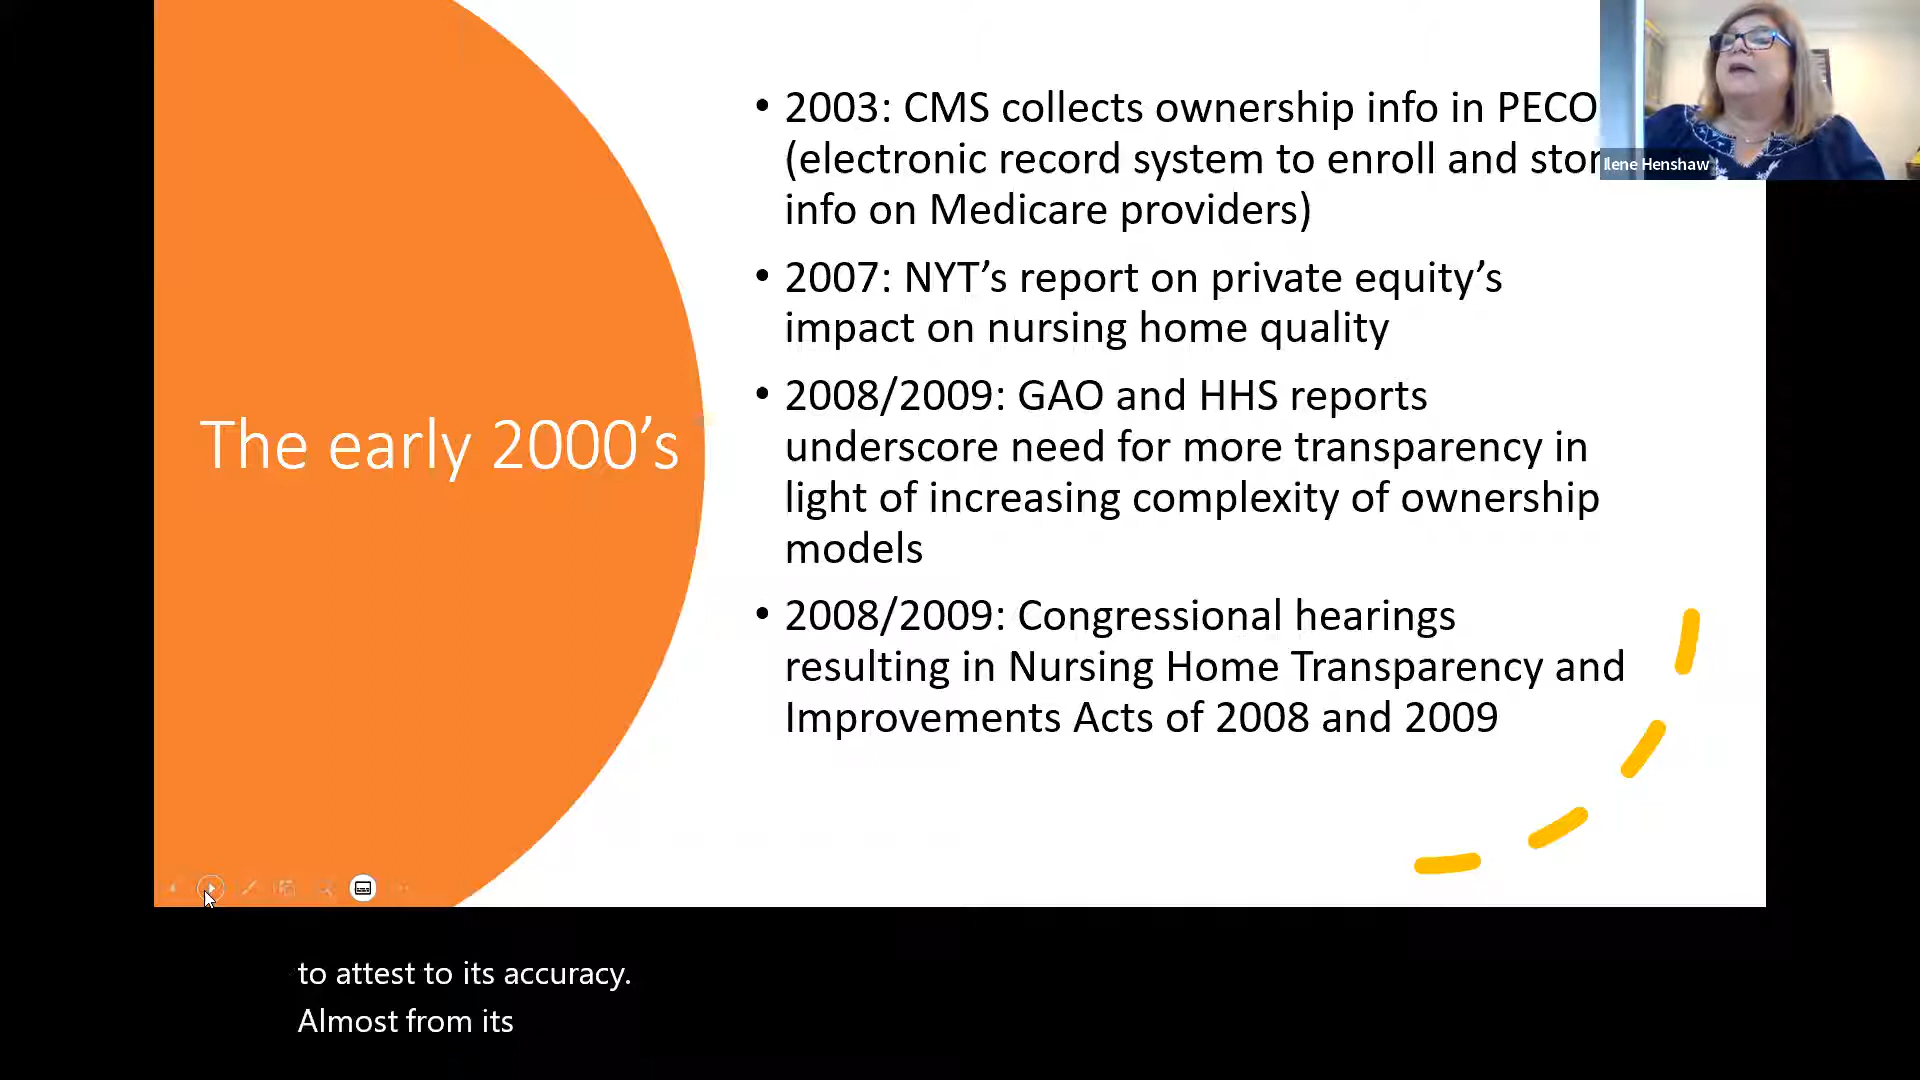 The early 2000's
• 2003: CMS collects ownership info in PECO
(electronic record system to enroll and stor
info on Medicare providers)
• 2007: NYT's report on private equity's
impact on nursing home quality
• 2008/2009: GAO and HHS reports
underscore need for more transparency in
light of increasing complexity of ownership
models
• 2008/2009: Congressional hearings
resulting in Nursing Home Transparency and
Improvements Acts of 2008 and 2009
Ilene Henshaw
to attest to its accuracy.
Almost from its